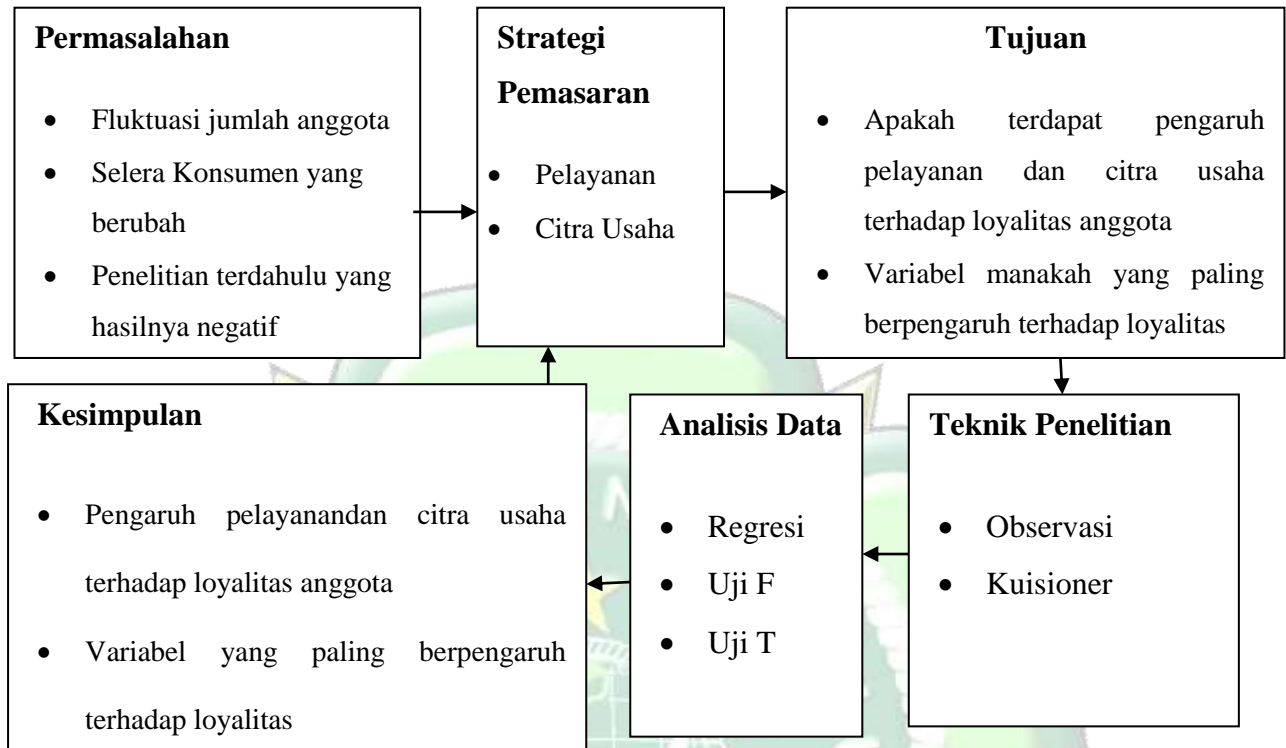 Permasalahan
• Fluktuasi jumlah anggota
• Selera Konsumen yang
berubah
• Penelitian terdahulu yang
hasilnya negatif
Strategi
Pemasaran
• Pelayanan
• Citra Usaha
Tujuan
• Apakah terdapat pengaruh
pelayanan dan citra usaha
terhadap loyalitas anggota
• Variabel manakah yang paling
berpengaruh terhadap loyalitas
Teknik Penelitian
• Observasi
• Kuisioner
Analisis Data
• Regresi
• Uji F
• Uji T
Kesimpulan
• Pengaruh pelayanandan citra usaha
terhadap loyalitas anggota
• Variabel yang paling berpengaruh
terhadap loyalitas